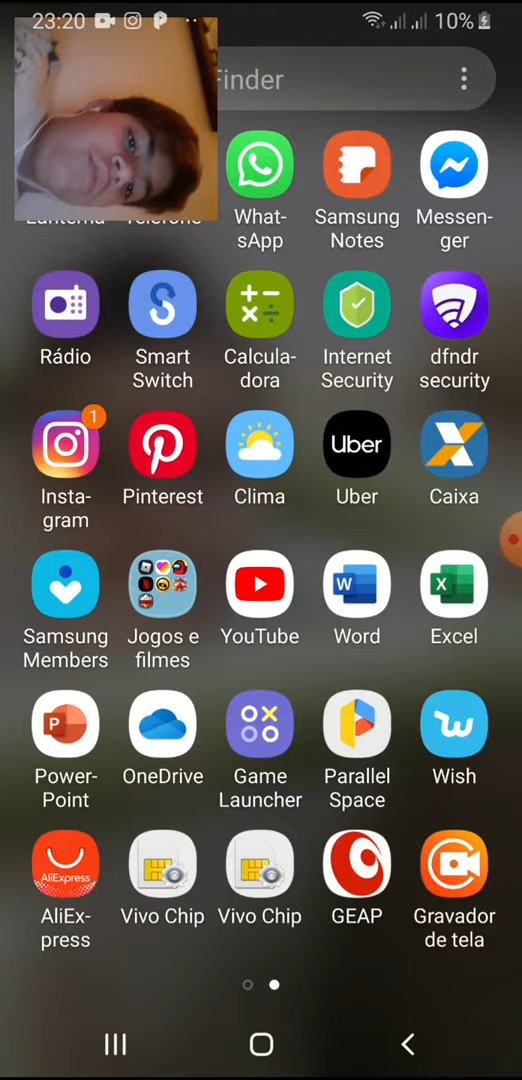 23:20 10%
Finder
What-
sApp
Samsung
Notes
Messen-
ger
Rádio
Smart
Switch
Calcula-
dora
Internet
Security
dfndr
security
1
Insta-
gram
Pinterest
Clima
Uber
Uber
Caixa
Samsung
Members
Jogos e
filmes
YouTube
W
Word
X
Excel
P
Power-
Point
OneDrive
Game
Launcher
Parallel
Space
Wish
AliExpress
AliEx-
press
Vivo Chip
Vivo Chip
GEAP
Gravador
de tela